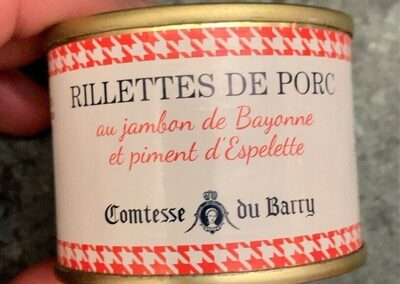 RILLETTES DE PORC
au jambon de Bayonne
et piment d'Espelette
Comtesse du Barry